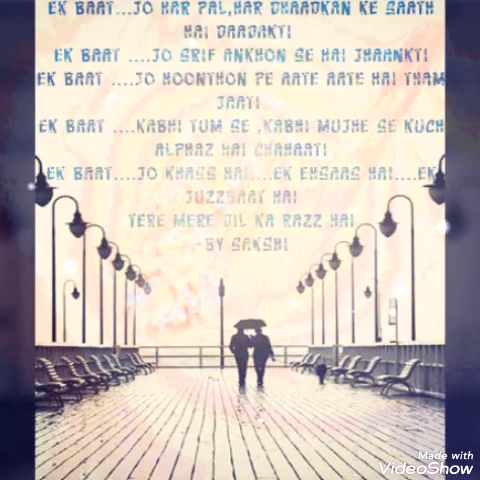 EK BAAT...JO HAR PAL,HAR DHAADKAN KE SAATH
HAI DAADAKTI
EK BAAT ....JO SRIF ANKHON SE HAI JHAANKTI
EK BAAT ....JO HOONTHON PE AATE AATE HAI THAM
JAATI
EK BAAT ....KABHI TUM SE ,KABHI MUJHE SE KUCH
ALPHAZ HAI CHAHAATI
EK BAAT....JO KHASS HAI....EK EHSAAS HAI....EK
JUZZBAAT HAI
TERE MERE DIL KA RAZZ HAI
-BY SAKSHI
Made with
VideoShow